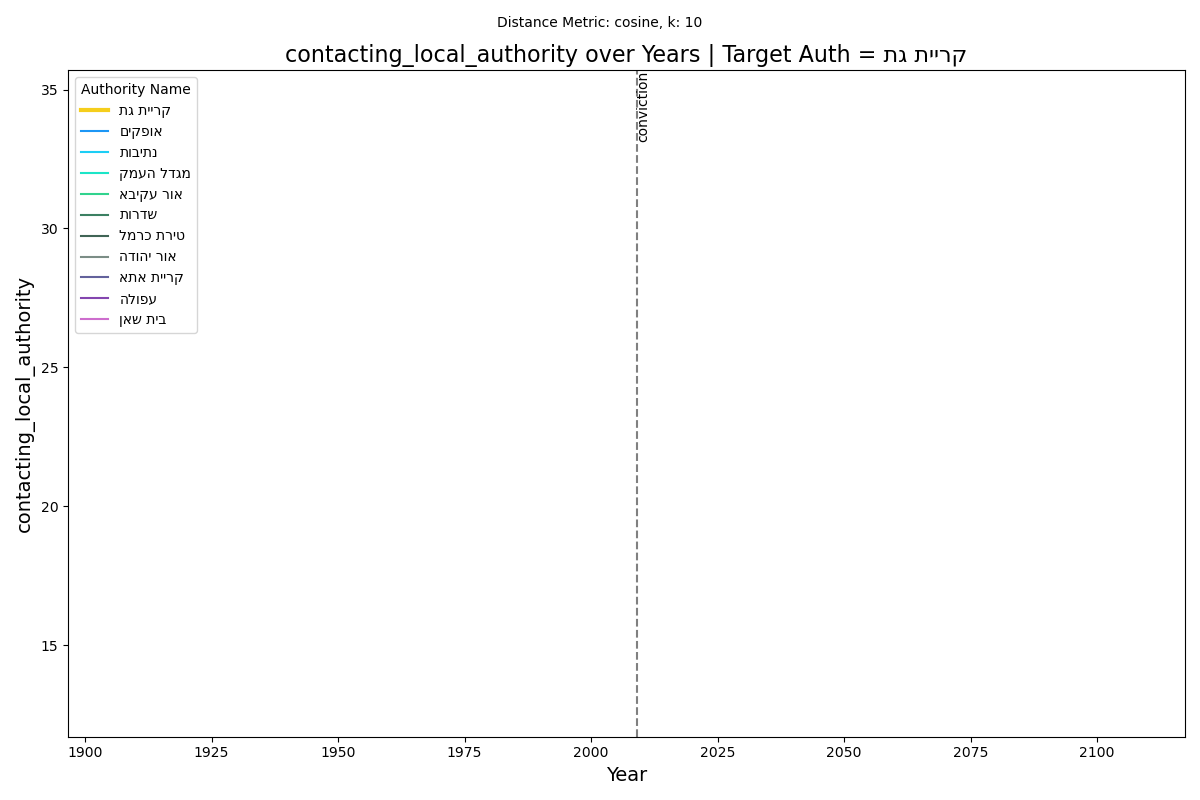 Distance Metric: cosine, k: 10
contacting_local_authority over Years | Target Auth = קריית גת
Authority Name
קריית גת
אופקים
נתיבות
מגדל העמק
אור עקיבא
שדרות
טירת כרמל
אור יהודה
קריית אתא
עפולה
בית שאן
conviction
contacting_local_authority
35
30
25
20
15
1900
1925
1950
1975
2000
2025
2050
2075
2100
Year